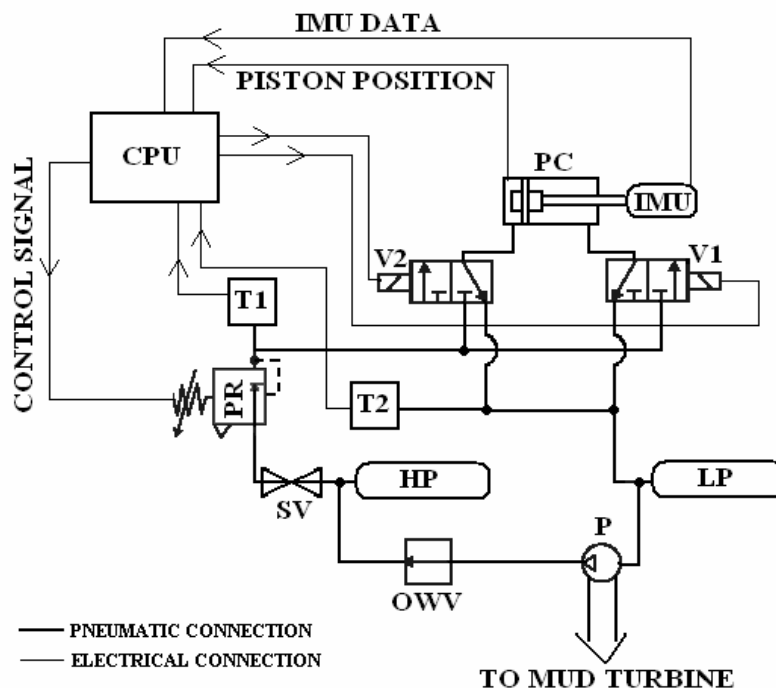 IMU DATA
PISTON POSITION
CPU
PC
IMU
CONTROL SIGNAL
V2
V1
T1
PR
T2
HP
LP
SV
P
OWV
PNEUMATIC CONNECTION
ELECTRICAL CONNECTION
TO MUD TURBINE